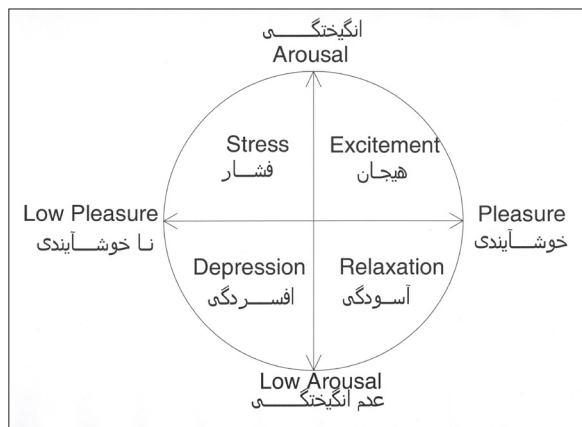 انگیختگی
Arousal
Stress
فشار
Excitement
هیجان
Low Pleasure
نا خوشآیندی
Pleasure
خوشآیندی
Depression
افسردگی
Relaxation
آسودگی
Low Arousal
عدم انگیختگی